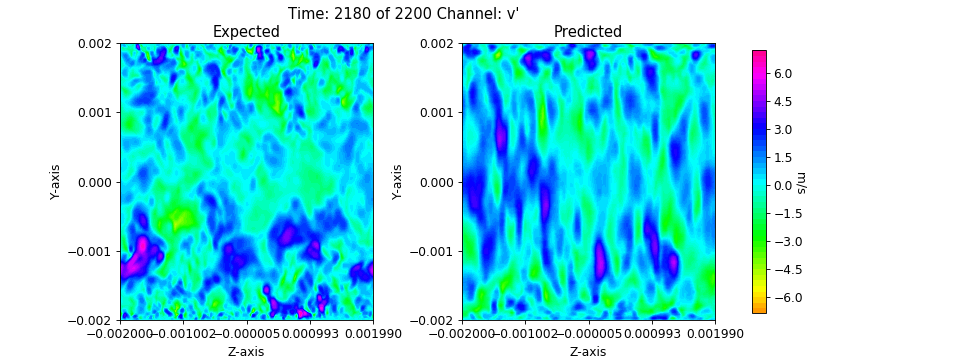 Time: 2180 of 2200 Channel: v'
Expected
Predicted
0.002
0.001
0.000
−0.001
−0.002
Y-axis
−0.002000 −0.001002 −0.000005 0.000993 0.001990
Z-axis
0.002
0.001
0.000
−0.001
−0.002
Y-axis
−0.002000 −0.001002 −0.000005 0.000993 0.001990
Z-axis
6.0
4.5
3.0
1.5
0.0
−1.5
−3.0
−4.5
−6.0
m/s